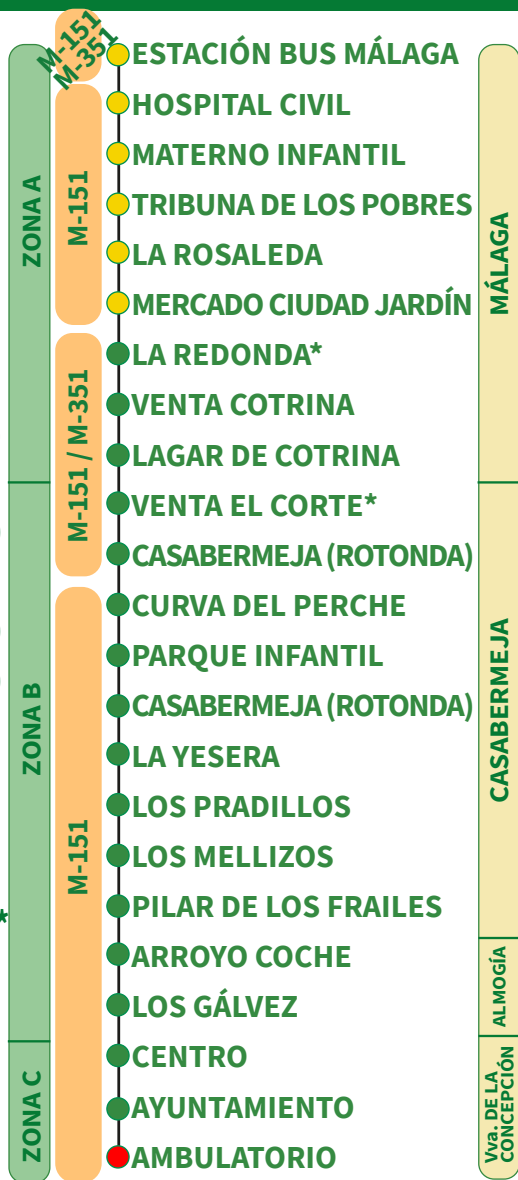 ZONA A
ZONA B
ZONA C
M-151
M-351
M-151
M-151 / M-351
M-151
ESTACIÓN BUS MÁLAGA
HOSPITAL CIVIL
MATERNO INFANTIL
TRIBUNA DE LOS POBRES
LA ROSALEDA
MERCADO CIUDAD JARDÍN
LA REDONDA*
VENTA COTRINA
LAGAR DE COTRINA
VENTA EL CORTE*
CASABERMEJA (ROTONDA)
CURVA DEL PERCHE
PARQUE INFANTIL
CASABERMEJA (ROTONDA)
LA YESERA
LOS PRADILLOS
LOS MELLIZOS
PILAR DE LOS FRAILES
ARROYO COCHE
LOS GÁLVEZ
CENTRO
AYUNTAMIENTO
AMBULATORIO
MÁLAGA
CASABERMEJA
ALMOGÍA
Vva. DE LA
CONCEPCIÓN
*